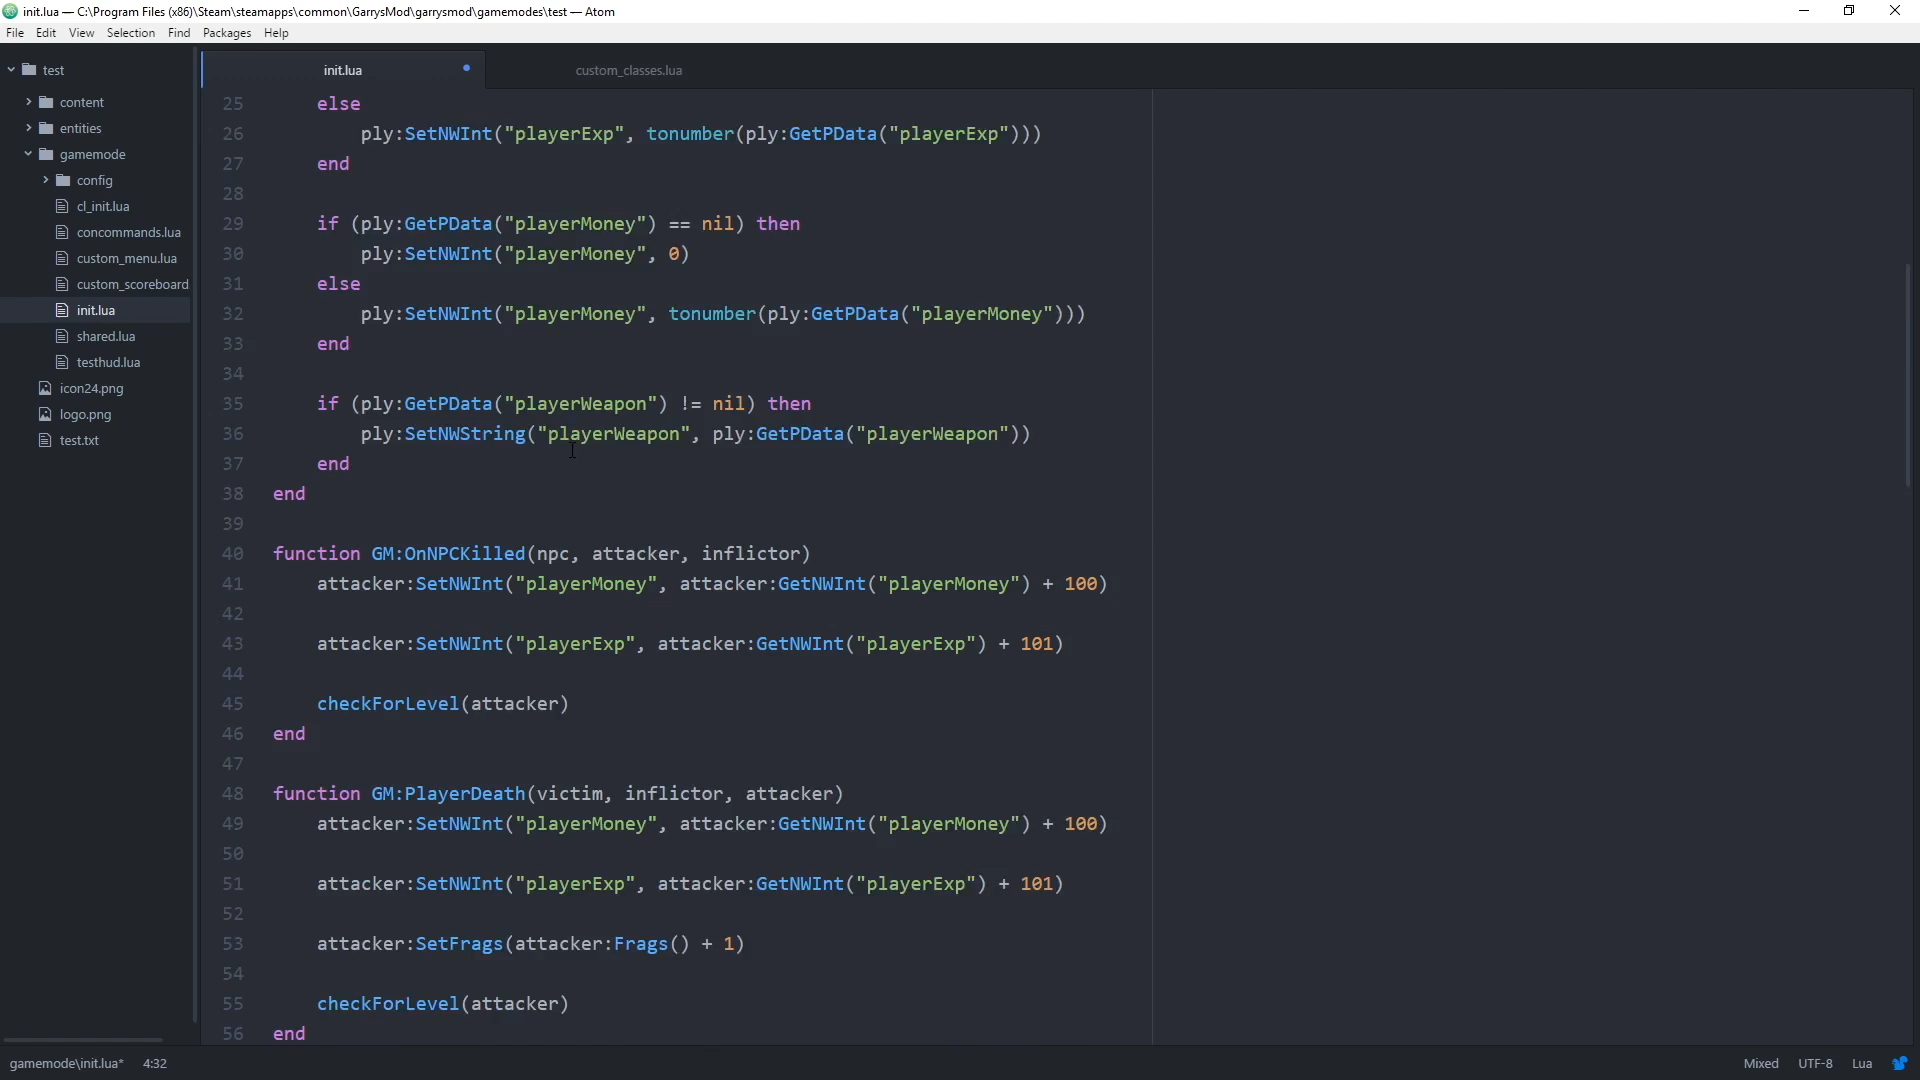 init.lua — C:\Program Files (x86)\Steam\steamapps\common\GarrysMod\garrysmod\gamemodes\test — Atom
File Edit View Selection Find Packages Help
test
content
entities
gamemode
config
cl_init.lua
concommands.lua
custom_menu.lua
custom_scoreboard
init.lua
shared.lua
testhud.lua
icon24.png
logo.png
test.txt
init.lua custom_classes.lua
25 else
26 ply:SetNWInt("playerExp", tonumber(ply:GetPData("playerExp")))
27 end
28
29 if (ply:GetPData("playerMoney") == nil) then
30 ply:SetNWInt("playerMoney", 0)
31 else
32 ply:SetNWInt("playerMoney", tonumber(ply:GetPData("playerMoney")))
33 end
34
35 if (ply:GetPData("playerWeapon") != nil) then
36 ply:SetNWString("playerWeapon", ply:GetPData("playerWeapon"))
37 end
38 end
39
40 function GM:OnNPCKilled(npc, attacker, inflictor)
41 attacker:SetNWInt("playerMoney", attacker:GetNWInt("playerMoney") + 100)
42
43 attacker:SetNWInt("playerExp", attacker:GetNWInt("playerExp") + 101)
44
45 checkForLevel(attacker)
46 end
47
48 function GM:PlayerDeath(victim, inflictor, attacker)
49 attacker:SetNWInt("playerMoney", attacker:GetNWInt("playerMoney") + 100)
50
51 attacker:SetNWInt("playerExp", attacker:GetNWInt("playerExp") + 101)
52
53 attacker:SetFrags(attacker:Frags() + 1)
54
55 checkForLevel(attacker)
56 end
gamemode\init.lua* 4:32 Mixed UTF-8 Lua